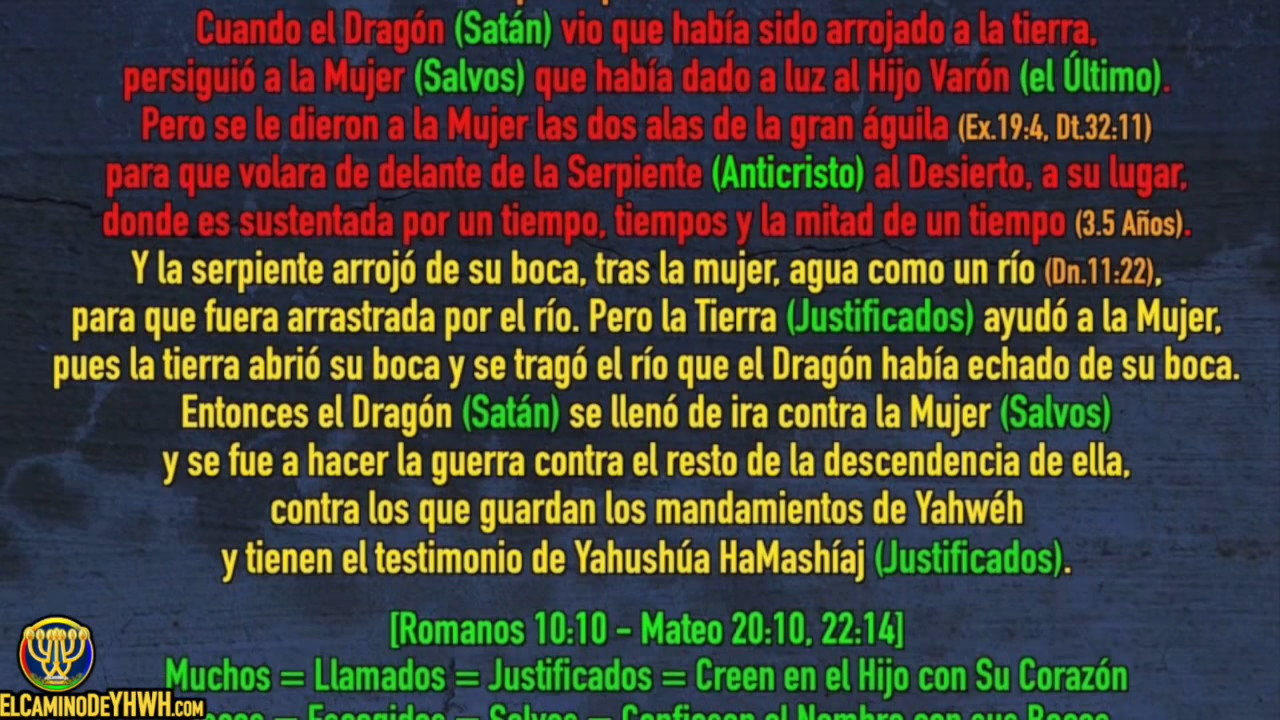 Cuando el Dragón (Satán) vio que había sido arrojado a la tierra,
persiguió a la Mujer (Salvos) que había dado a luz al Hijo Varón (el Último).
Pero se le dieron a la Mujer las dos alas de la gran águila (Ex.19:4, Dt.32:11)
para que volara de delante de la Serpiente (Anticristo) al Desierto, a su lugar,
donde es sustentada por un tiempo, tiempos y la mitad de un tiempo (3.5 Años).
Y la serpiente arrojó de su boca, tras la mujer, agua como un río (Dn.11:22),
para que fuera arrastrada por el río. Pero la Tierra (Justificados) ayudó a la Mujer,
pues la tierra abrió su boca y se tragó el río que el Dragón había echado de su boca.
Entonces el Dragón (Satán) se llenó de ira contra la Mujer (Salvos)
y se fue a hacer la guerra contra el resto de la descendencia de ella,
contra los que guardan los mandamientos de Yahwéh
y tienen el testimonio de Yahushúa HaMashíaj (Justificados).
[Romanos 10:10 - Mateo 20:10, 22:14]
Muchos = Llamados = Justificados = Creen en el Hijo con Su Corazón
ELCAMINODEYHWH.com
= Escogidos = Salvos = Confiesan el Nombre con sus